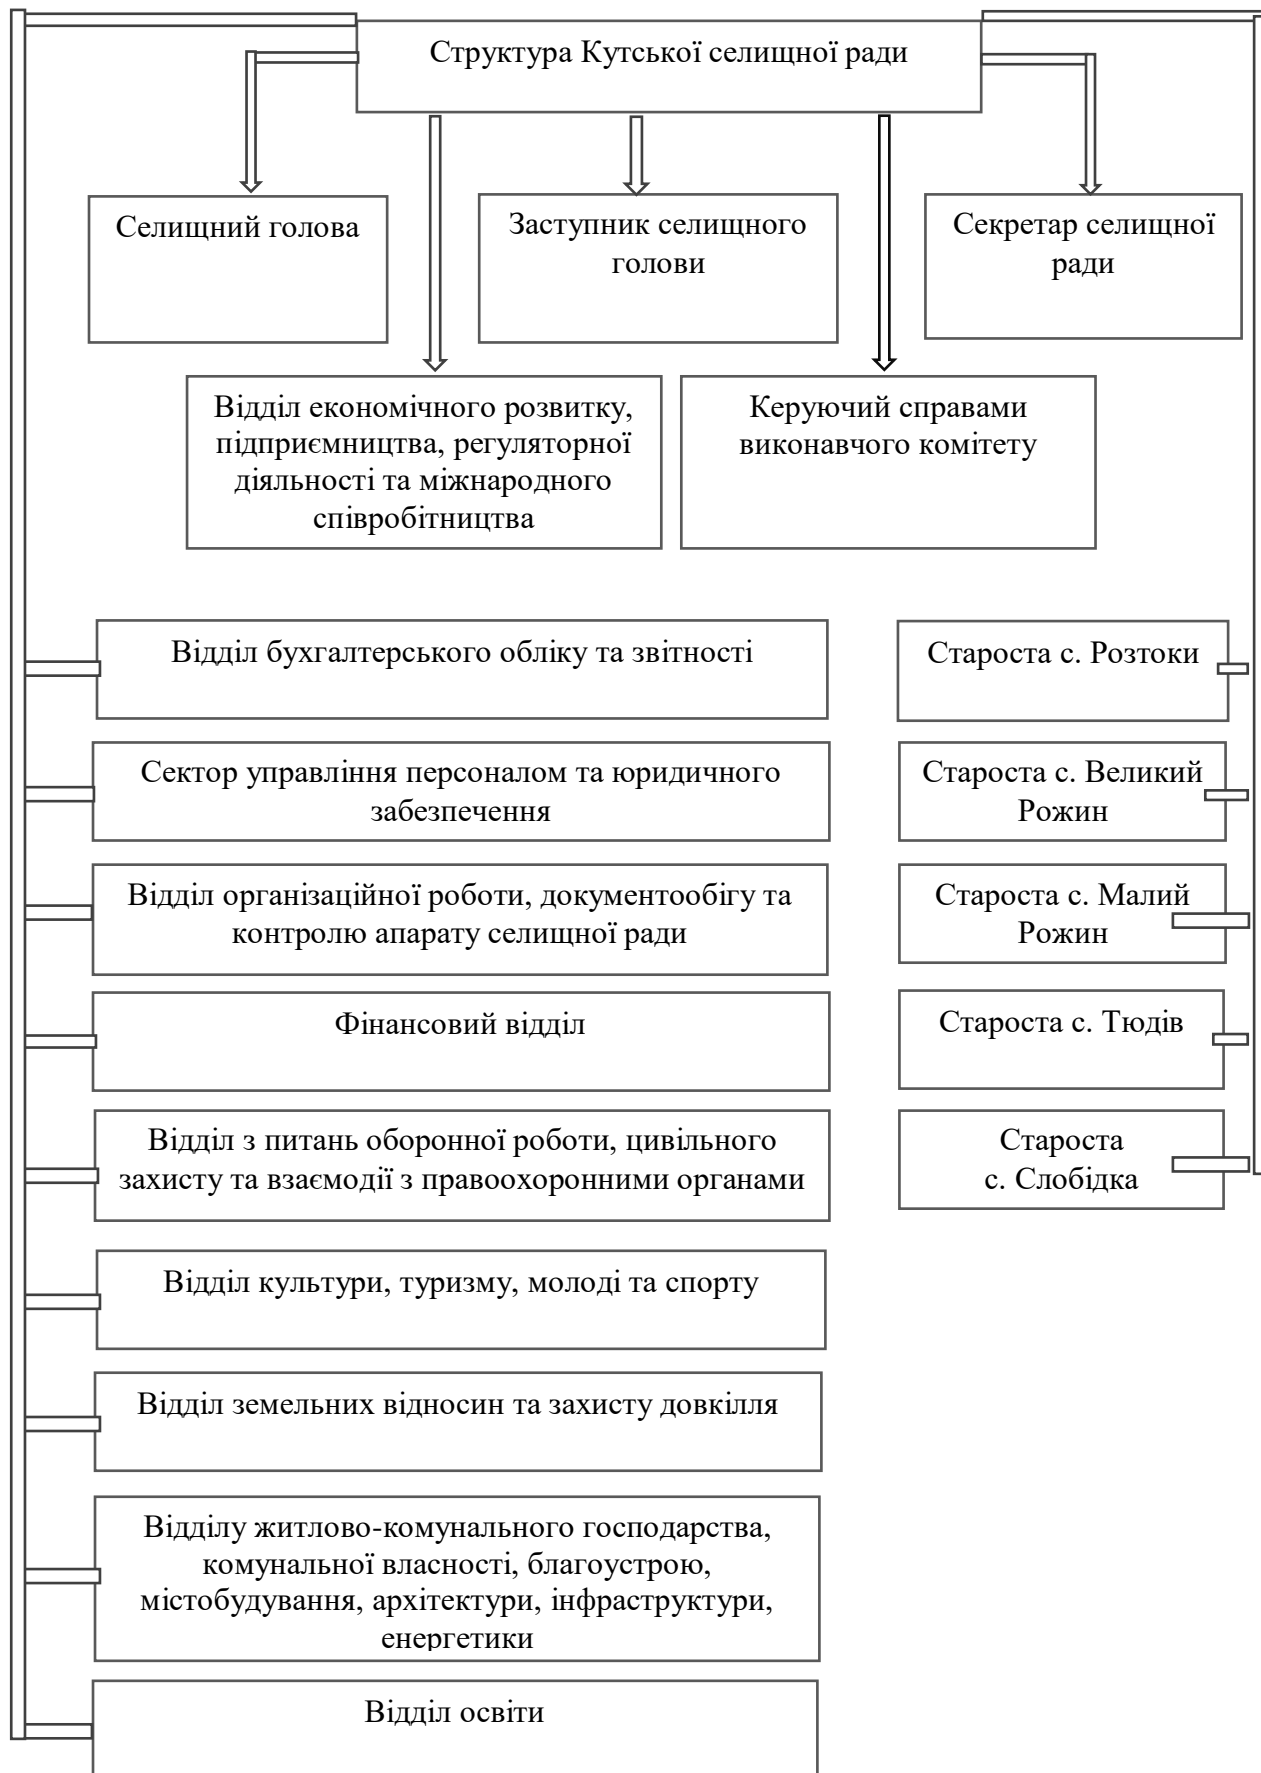 Структура Кутської селищної ради
Селищний голова
Заступник селищного
голови
Секретар селищної
ради
Відділ економічного розвитку,
підприємництва, регуляторної
діяльності та міжнародного
співробітництва
Керуючий справами
виконавчого комітету
Відділ бухгалтерського обліку та звітності
Староста с. Розтоки
Сектор управління персоналом та юридичного
забезпечення
Староста с. Великий
Рожин
Відділ організаційної роботи, документообігу та
контролю апарату селищної ради
Староста с. Малий
Рожин
Фінансовий відділ
Староста с. Тюдів
Відділ з питань оборонної роботи, цивільного
захисту та взаємодії з правоохоронними органами
Староста
с. Слобідка
Відділ культури, туризму, молоді та спорту
Відділ земельних відносин та захисту довкілля
Відділу житлово-комунального господарства,
комунальної власності, благоустрою,
містобудування, архітектури, інфраструктури,
енергетики
Відділ освіти